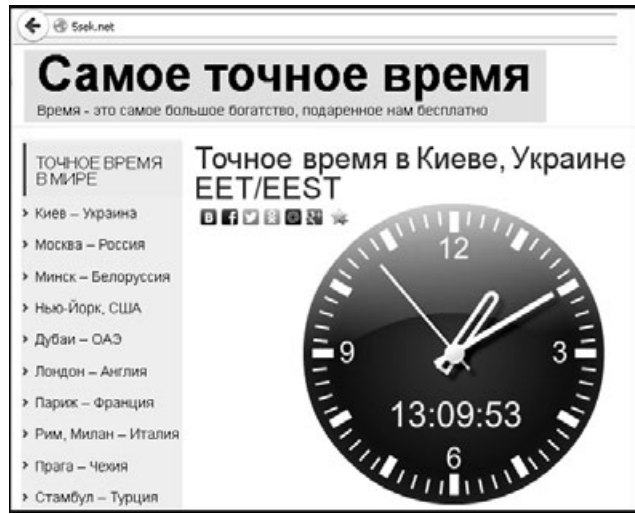 5sek.net
Самое точное время
Время - это самое большое богатство, подаренное нам бесплатно
ТОЧНОЕ ВРЕМЯ
В МИРЕ
Киев – Украина
Москва – Россия
Минск – Белоруссия
Нью-Йорк, США
Дубаи – ОАЭ
Лондон – Англия
Париж – Франция
Рим, Милан – Италия
Прага – Чехия
Стамбул – Турция
Точное время в Киеве, Украине
EET/EEST
12
9
3
13:09:53
6